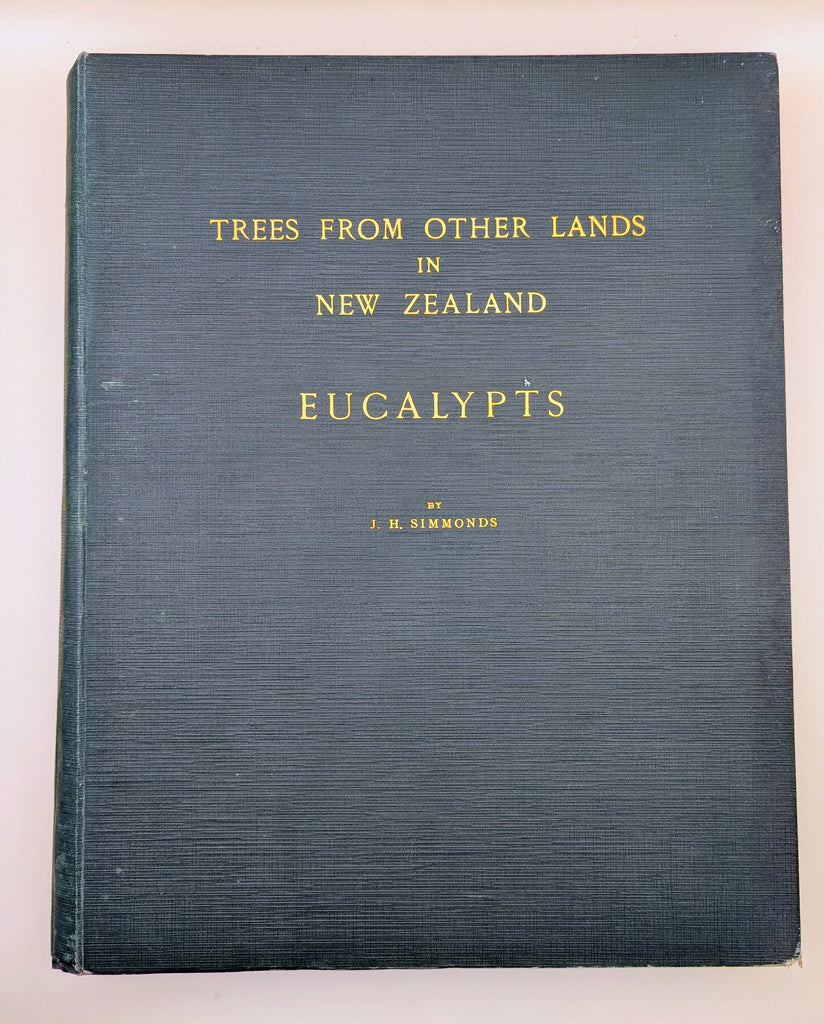 TREES FROM OTHER LANDS
IN
NEW ZEALAND
EUCALYPTS
BY
J. H. SIMMONDS